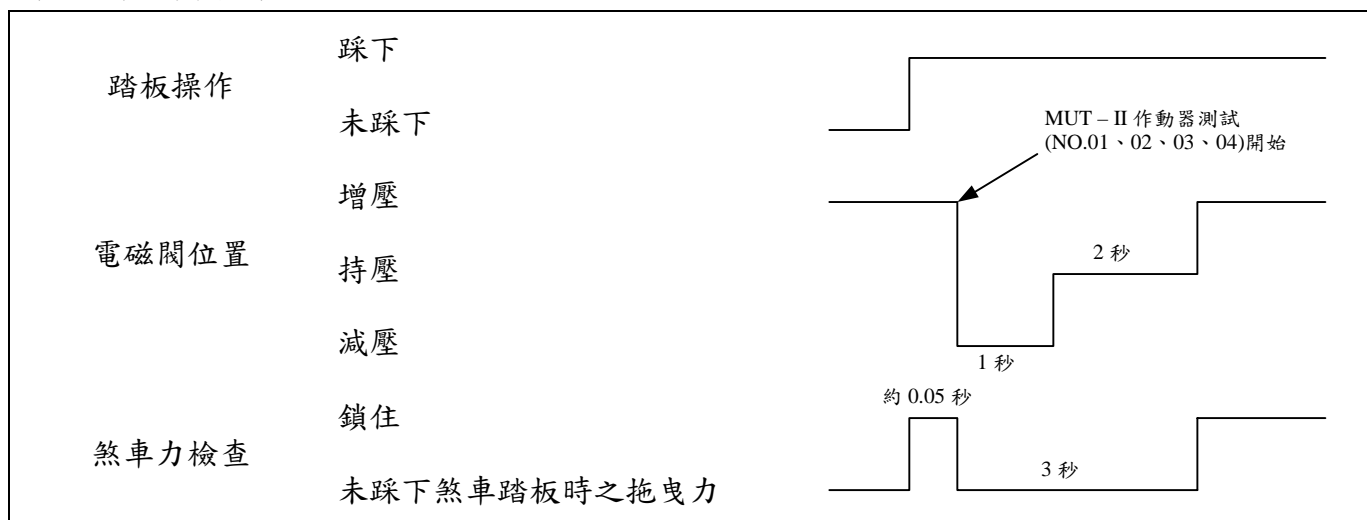 踩下
踏板操作
未踩下
MUT – II 作動器測試
(NO.01、02、03、04)開始
增壓
電磁閥位置
持壓
2 秒
減壓
1 秒
約 0.05 秒
鎖住
煞車力檢查
3 秒
未踩下煞車踏板時之拖曳力